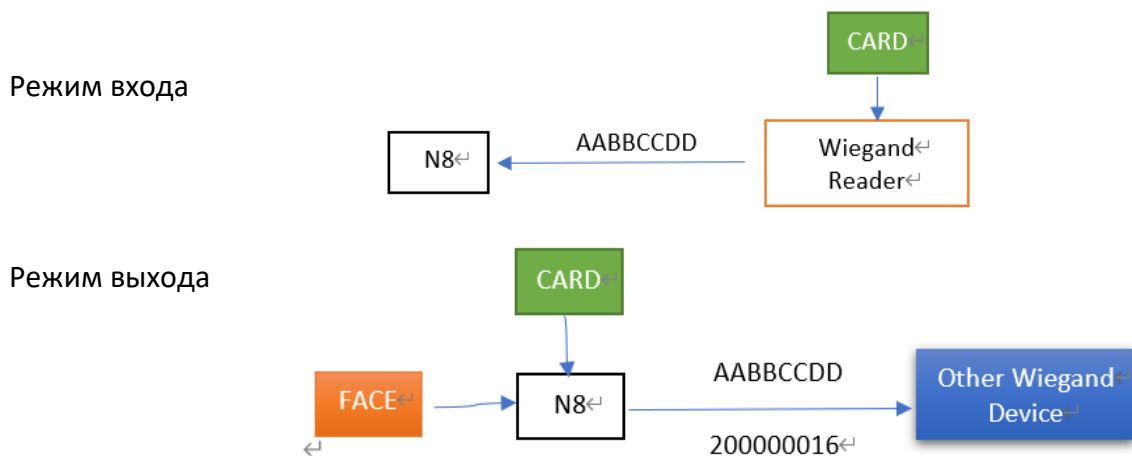 CARD
Режим входа
AABBCCDD
N8
Wiegand
Reader
Режим выхода
CARD
FACE
N8
AABBCCDD
200000016
Other Wiegand
Device